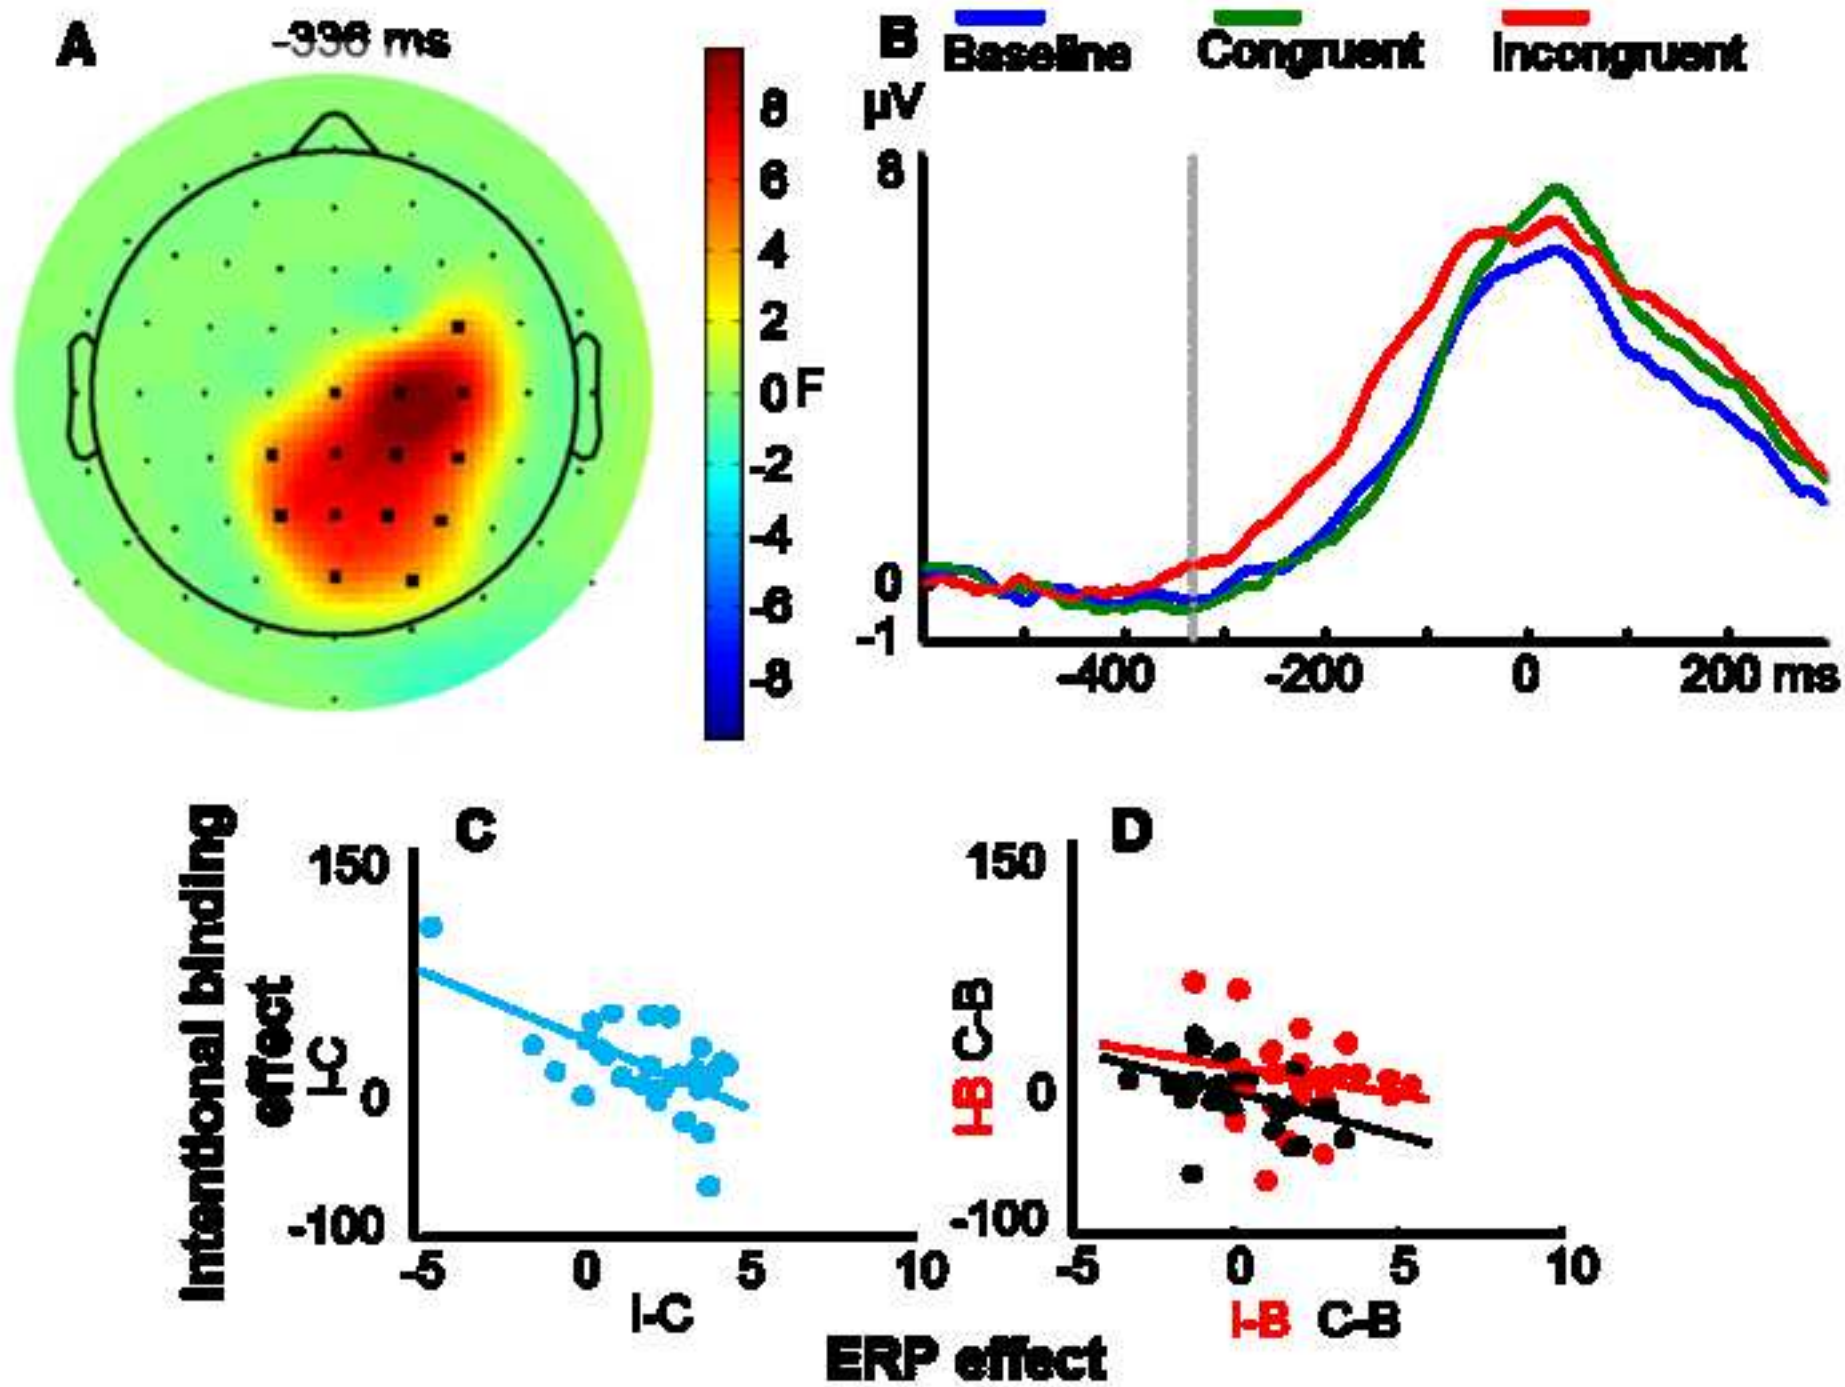 A
-336 ms
8
6
4
2
0 F
-2
-4
-6
-8
B
Baseline
Congruent
Incongruent
µV
8
0
-1
-400
-200
0
200 ms
Intentional binding
effect
I-C
C
150
0
-100
-5
0
5
10
I-C
D
I-B C-B
150
0
-100
-5
0
5
10
I-B C-B
ERP effect